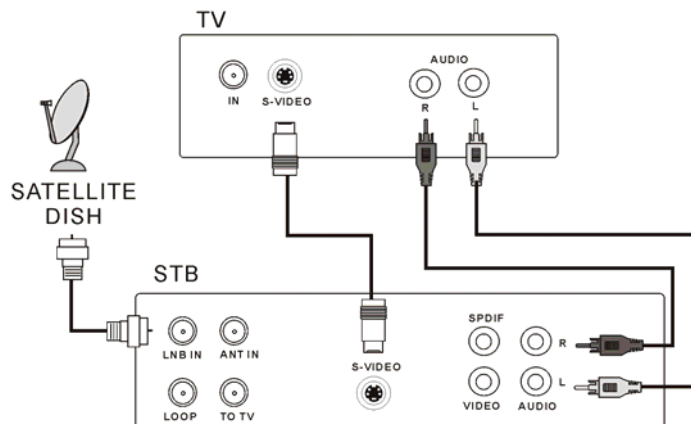 TV
AUDIO
IN
S-VIDEO
R
L
SATELLITE
DISH
STB
SPDIF
LNB IN
ANT IN
R
S-VIDEO
L
LOOP
TO TV
VIDEO
AUDIO